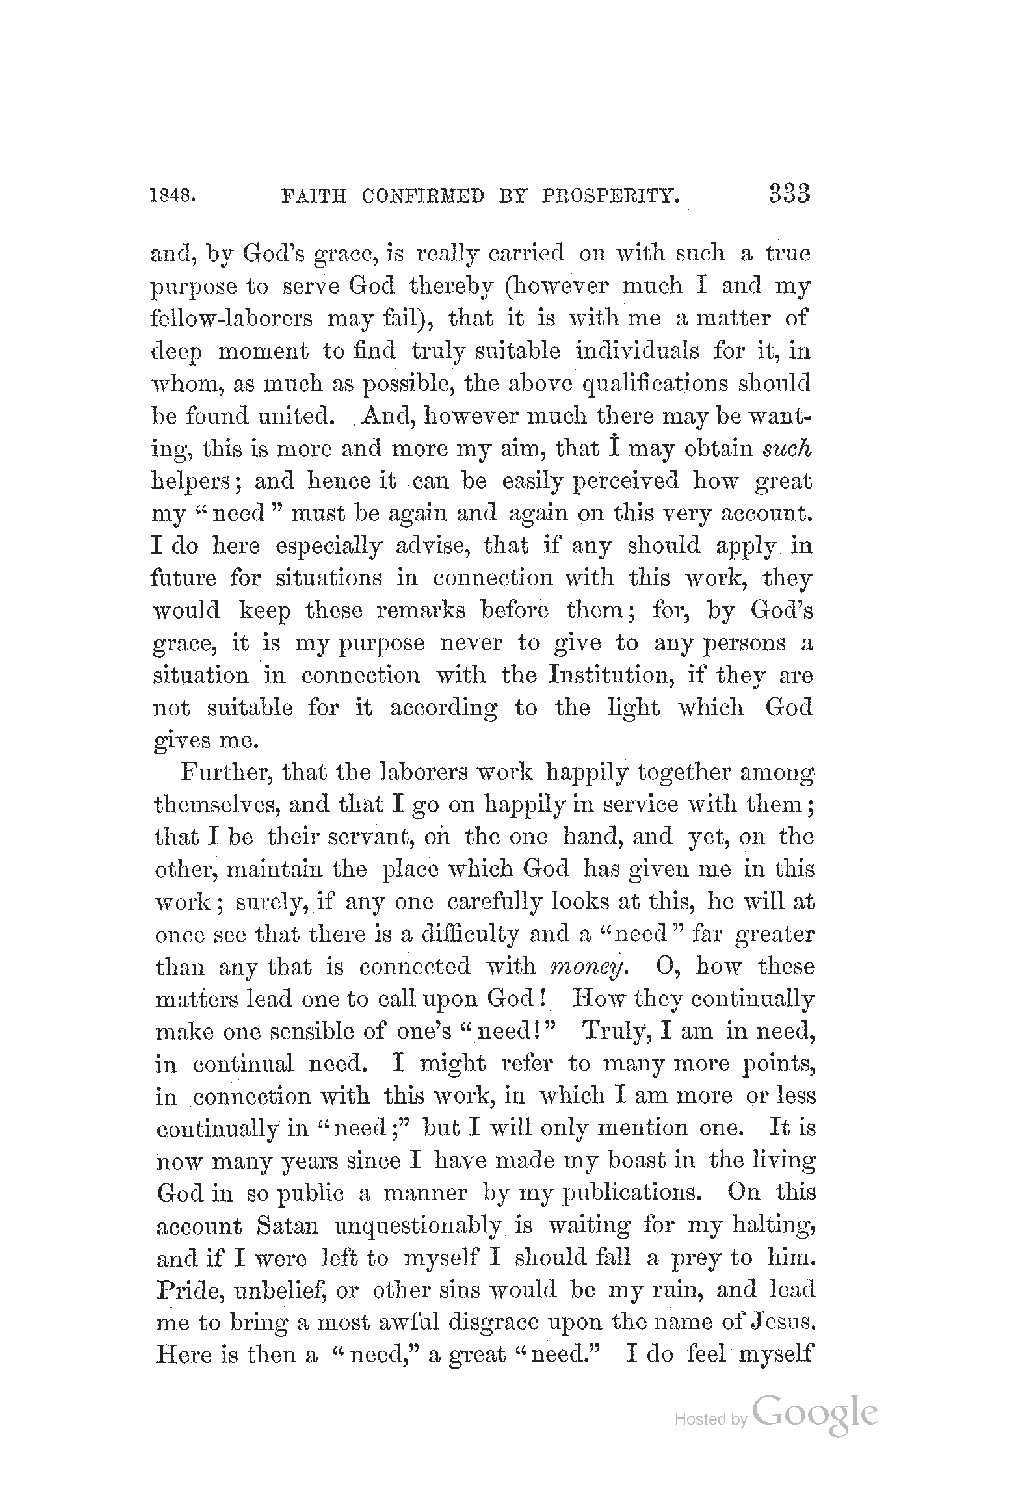 1848. FAITH CONFIRMED BY PROSPERITY. 333
and, by God's grace, is really carried on with such a true
purpose to serve God thereby (however much I and my
fellow-laborers may fail), that it is with me a matter of
deep moment to find truly suitable individuals for it, in
whom, as much as possible, the above qualifications should
be found united. And, however much there may be want-
ing, this is more and more my aim, that I may obtain such
helpers; and hence it can be easily perceived how great
my "need" must be again and again on this very account.
I do here especially advise, that if any should apply in
future for situations in connection with this work, they
would keep these remarks before them; for, by God's
grace, it is my purpose never to give to any persons a
situation in connection with the Institution, if they are
not suitable for it according to the light which God
gives me.
Further, that the laborers work happily together among
themselves, and that I go on happily in service with them;
that I be their servant, on the one hand, and yet, on the
other, maintain the place which God has given me in this
work; surely, if any one carefully looks at this, he will at
once see that there is a difficulty and a "need" far greater
than any that is connected with money. O, how these
matters lead one to call upon God! How they continually
make one sensible of one's "need!" Truly, I am in need,
in continual need. I might refer to many more points,
in connection with this work, in which I am more or less
continually in "need;" but I will only mention one. It is
now many years since I have made my boast in the living
God in so public a manner by my publications. On this
account Satan unquestionably is waiting for my halting,
and if I were left to myself I should fall a prey to him.
Pride, unbelief, or other sins would be my ruin, and lead
me to bring a most awful disgrace upon the name of Jesus.
Here is then a "need," a great "need." I do feel myself
Hosted by Google